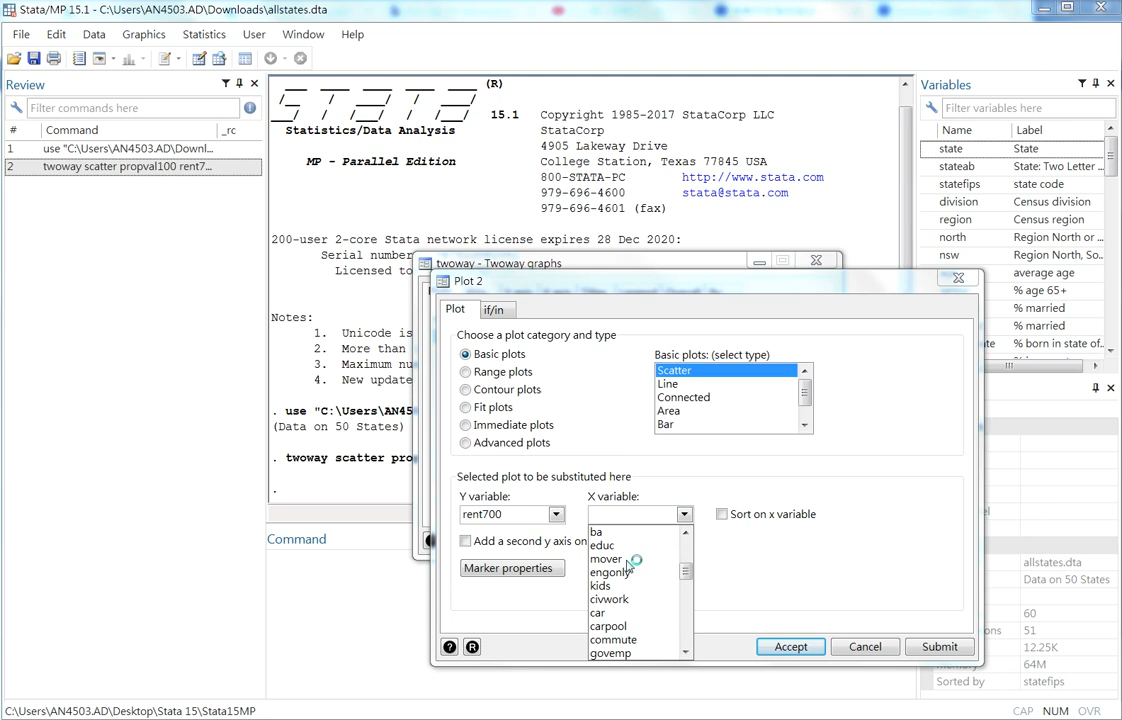 Stata/MP 15.1 - C:\Users\AN4503.AD\Downloads\allstates.dta
File Edit Data Graphics Statistics User Window Help
Review
Filter commands here
# Command _rc
1 use "C:\Users\AN4503.AD\Downl...
2 twoway scatter propval100 rent7...
(R)
15.1 Copyright 1985-2017 StataCorp LLC
Statistics/Data Analysis StataCorp
4905 Lakeway Drive
MP - Parallel Edition College Station, Texas 77845 USA
800-STATA-PC http://www.stata.com
979-696-4600 stata@stata.com
979-696-4601 (fax)
200-user 2-core Stata network license expires 28 Dec 2020:
Serial number
Licensed to
Notes:
1. Unicode is
2. More than
3. Maximum nu
4. New update
. use "C:\Users\AN45
(Data on 50 States)
. twoway scatter pro
.
Command
twoway - Twoway graphs
Plot 2
Plot if/in
Choose a plot category and type
Basic plots
Range plots
Contour plots
Fit plots
Immediate plots
Advanced plots
Basic plots: (select type)
Scatter
Line
Connected
Area
Bar
Selected plot to be substituted here
Y variable: X variable:
rent700 Sort on x variable
Add a second y axis on
Marker properties
ba
educ
mover
engonly
kids
civwork
car
carpool
commute
govemp
? R Accept Cancel Submit
Variables
Filter variables here
Name Label
state State
stateab State: Two Letter ...
statefips state code
division Census division
region Census region
north Region North or ...
nsw Region North, So...
average age
% age 65+
% married
% married
% born in state of...
allstates.dta
Data on 50 States
60
51
12.25K
64M
Sorted by statefips
C:\Users\AN4503.AD\Desktop\Stata 15\Stata15MP
CAP NUM OVR